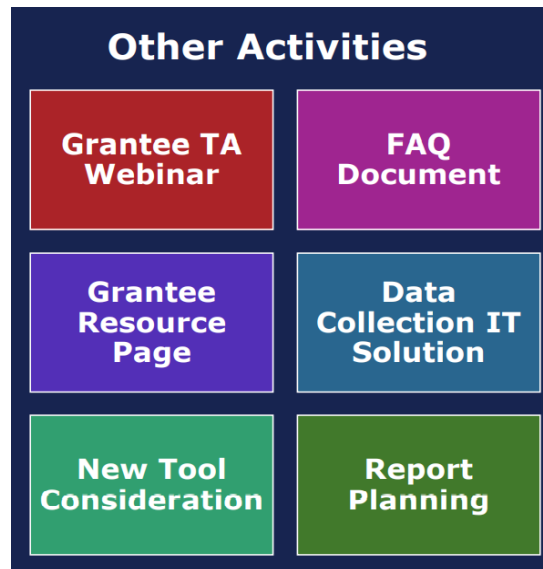 Other Activities
Grantee TA
Webinar
FAQ
Document
Grantee
Resource
Page
Data
Collection IT
Solution
New Tool
Consideration
Report
Planning